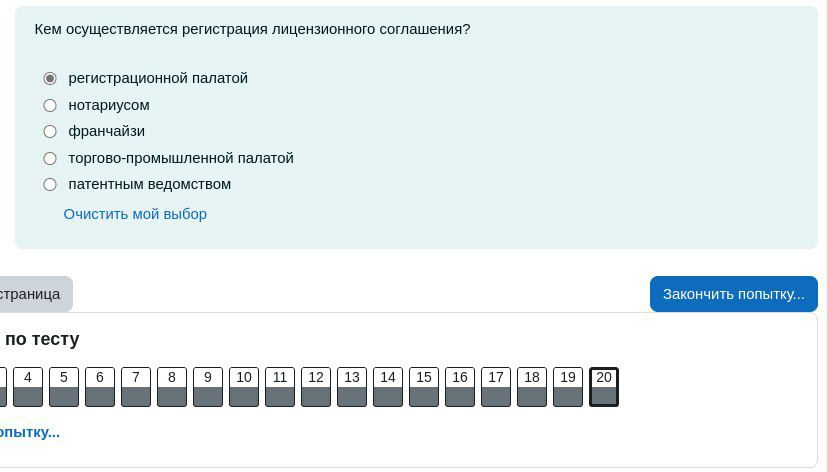 Кем осуществляется регистрация лицензионного соглашения?
регистрационной палатой
нотариусом
франчайзи
торгово-промышленной палатой
патентным ведомством
Очистить мой выбор
страница
Закончить попытку...
по тесту
4 5 6 7 8 9 10 11 12 13 14 15 16 17 18 19 20
опытку...